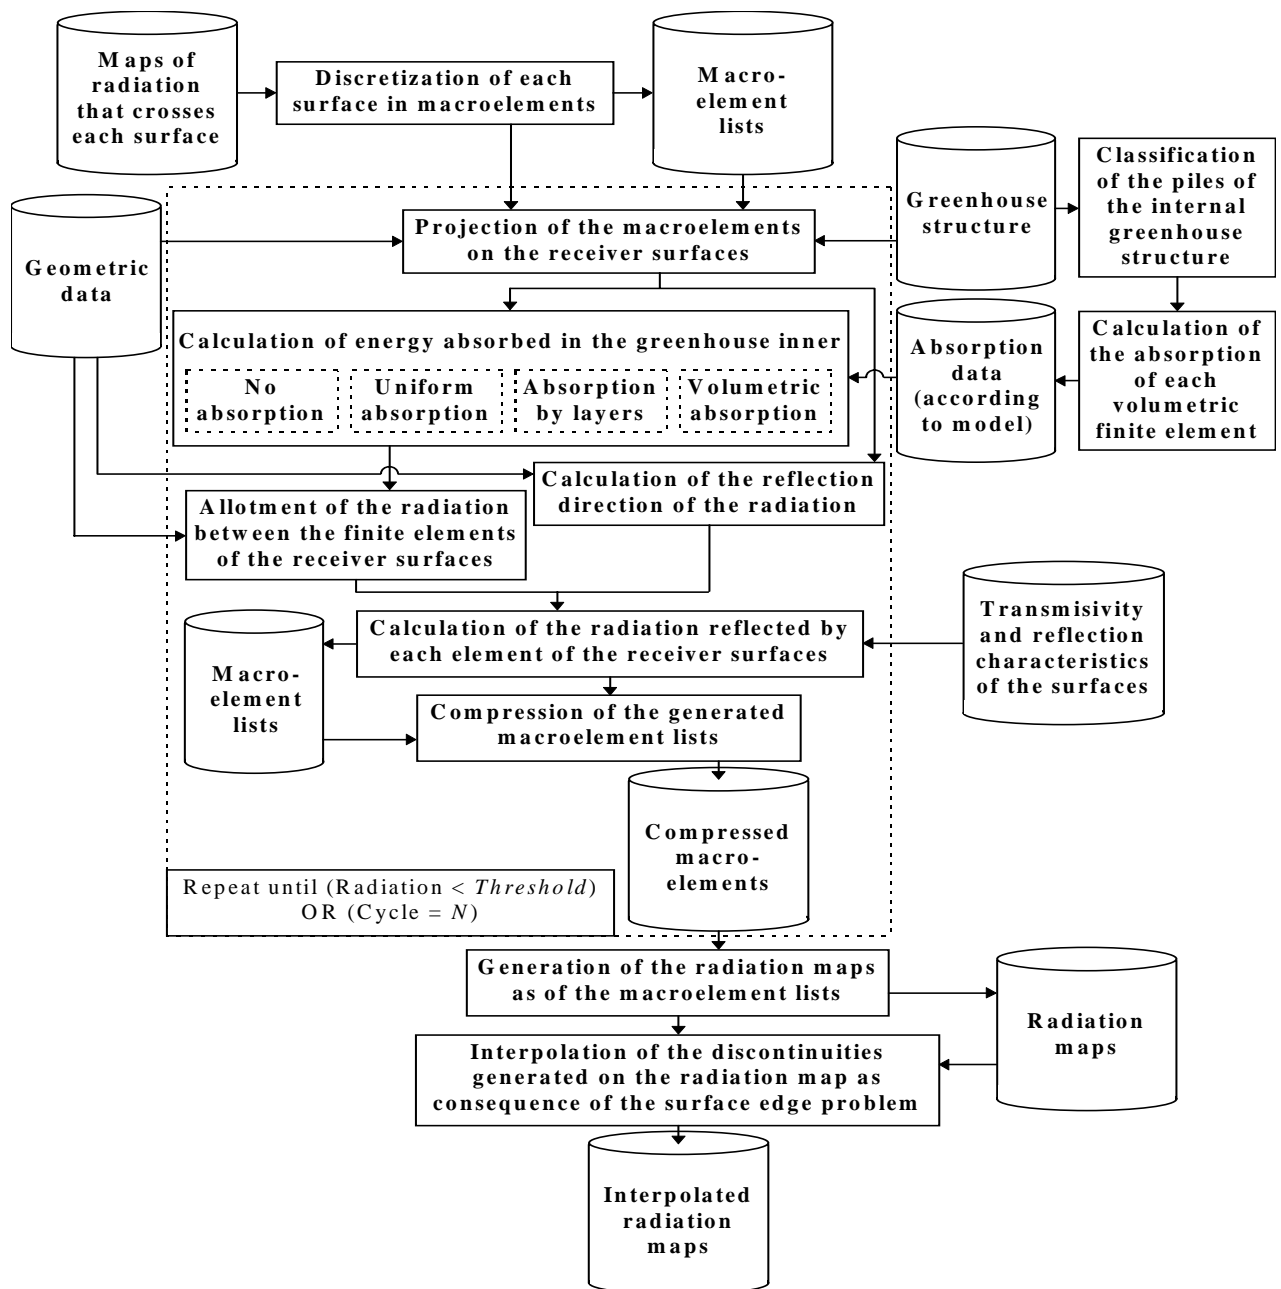 Maps of
radiation
that crosses
each surface
Discretization of each
surface in macroelements
Macro-
element
lists
Greenhouse
structure
Classification
of the piles of
the internal
greenhouse
structure
Geometric
data
Projection of the macroelements
on the receiver surfaces
Calculation of energy absorbed in the greenhouse inner
No
absorption
Uniform
absorption
Absorption
by layers
Volumetric
absorption
Absorption
data
(according
to model)
Calculation of
the absorption
of each
volumetric
finite element
Calculation of the reflection
direction of the radiation
Allotment of the radiation
between the finite elements
of the receiver surfaces
Transmisivity
and reflection
characteristics
of the surfaces
Calculation of the radiation reflected by
each element of the receiver surfaces
Macro-
element
lists
Compression of the generated
macroelement lists
Compressed
macro-
elements
Repeat until (Radiation < Threshold)
OR (Cycle = N)
Generation of the radiation maps
as of the macroelement lists
Radiation
maps
Interpolation of the discontinuities
generated on the radiation map as
consequence of the surface edge problem
Interpolated
radiation
maps